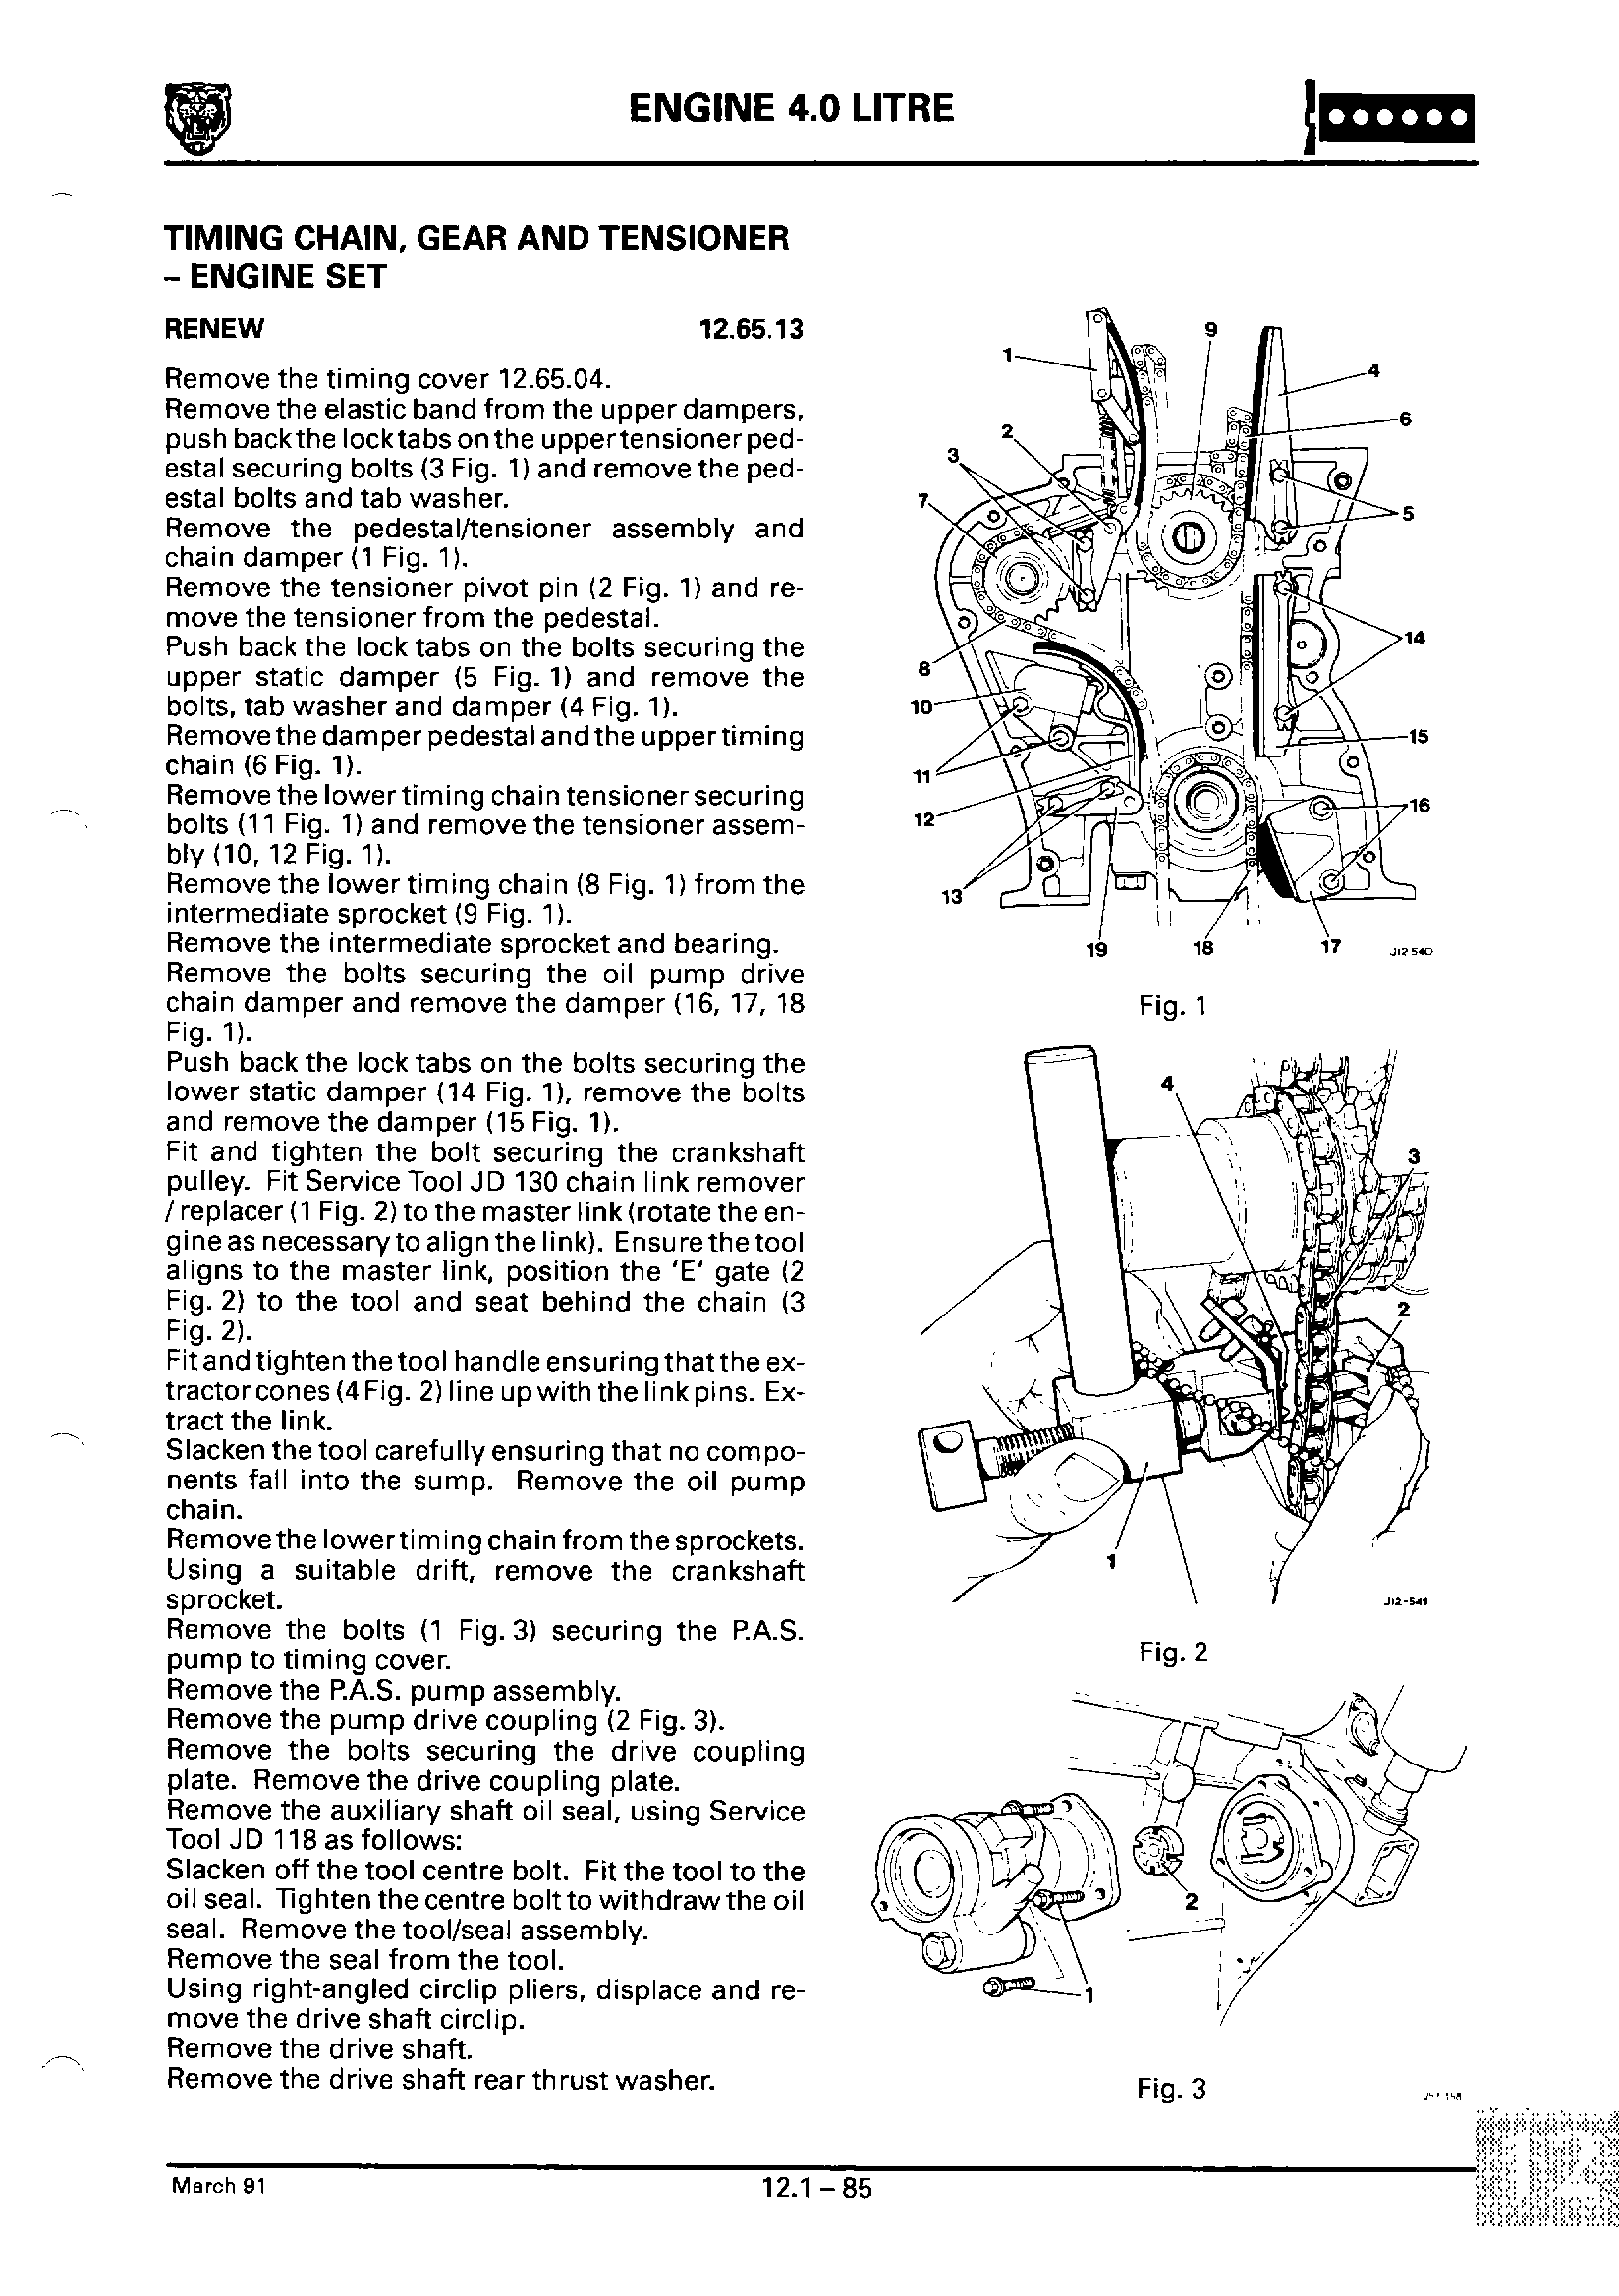 ENGINE 4.0 LITRE
TIMING CHAIN, GEAR AND TENSIONER
– ENGINE SET
RENEW 12.65.13
Remove the timing cover 12.65.04.
Remove the elastic band from the upper dampers,
push back the lock tabs on the upper tensioner ped-
estal securing bolts (3 Fig. 1) and remove the ped-
estal bolts and tab washer.
Remove the pedestal/tensioner assembly and
chain damper (1 Fig. 1).
Remove the tensioner pivot pin (2 Fig. 1) and re-
move the tensioner from the pedestal.
Push back the lock tabs on the bolts securing the
upper static damper (5 Fig. 1) and remove the
bolts, tab washer and damper (4 Fig. 1).
Remove the damper pedestal and the upper timing
chain (6 Fig. 1).
Remove the lower timing chain tensioner securing
bolts (11 Fig. 1) and remove the tensioner assem-
bly (10, 12 Fig. 1).
Remove the lower timing chain (8 Fig. 1) from the
intermediate sprocket (9 Fig. 1).
Remove the intermediate sprocket and bearing.
Remove the bolts securing the oil pump drive
chain damper and remove the damper (16, 17, 18
Fig. 1).
Push back the lock tabs on the bolts securing the
lower static damper (14 Fig. 1), remove the bolts
and remove the damper (15 Fig. 1).
Fit and tighten the bolt securing the crankshaft
pulley. Fit Service Tool JD 130 chain link remover
/ replacer (1 Fig. 2) to the master link (rotate the en-
gine as necessary to align the link). Ensure the tool
aligns to the master link, position the 'E' gate (2
Fig. 2) to the tool and seat behind the chain (3
Fig. 2).
Fit and tighten the tool handle ensuring that the ex-
tractor cones (4 Fig. 2) line up with the link pins. Ex-
tract the link.
Slacken the tool carefully ensuring that no compo-
nents fall into the sump. Remove the oil pump
chain.
Remove the lower timing chain from the sprockets.
Using a suitable drift, remove the crankshaft
sprocket.
Remove the bolts (1 Fig. 3) securing the P.A.S.
pump to timing cover.
Remove the P.A.S. pump assembly.
Remove the pump drive coupling (2 Fig. 3).
Remove the bolts securing the drive coupling
plate. Remove the drive coupling plate.
Remove the auxiliary shaft oil seal, using Service
Tool JD 118 as follows:
Slacken off the tool centre bolt. Fit the tool to the
oil seal. Tighten the centre bolt to withdraw the oil
seal. Remove the tool/seal assembly.
Remove the seal from the tool.
Using right-angled circlip pliers, displace and re-
move the drive shaft circlip.
Remove the drive shaft.
Remove the drive shaft rear thrust washer.
1
9
4
6
2
3
7
5
8
14
10
15
11
12
16
13
19
18
17
J12 540
Fig. 1
4
3
2
1
J12-541
Fig. 2
2
1
Fig. 3
March 91
12.1 – 85
12